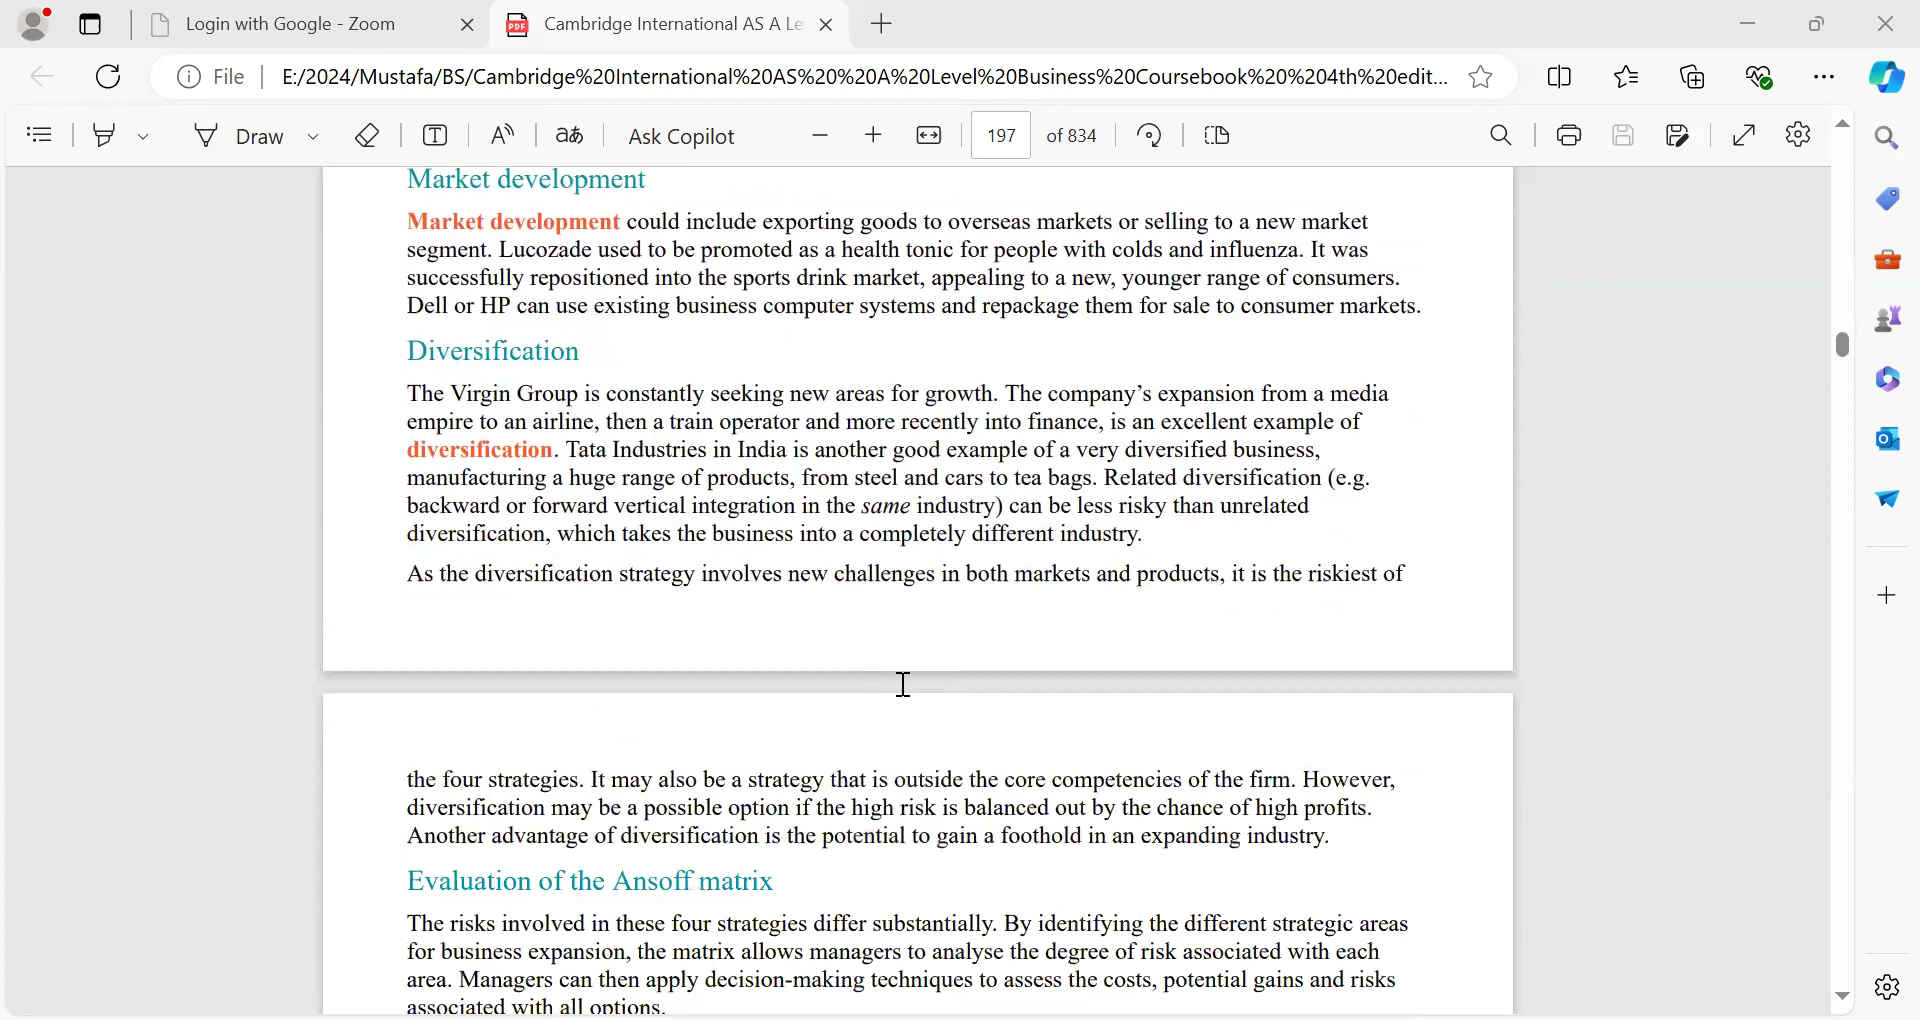 Login with Google - Zoom
Cambridge International AS A Le
File
E:/2024/Mustafa/BS/Cambridge%20International%20AS%20%20A%20Level%20Business%20Coursebook%20%204th%20edit...
Draw
Ask Copilot
197 of 834
Market development
Market development could include exporting goods to overseas markets or selling to a new market
segment. Lucozade used to be promoted as a health tonic for people with colds and influenza. It was
successfully repositioned into the sports drink market, appealing to a new, younger range of consumers.
Dell or HP can use existing business computer systems and repackage them for sale to consumer markets.
Diversification
The Virgin Group is constantly seeking new areas for growth. The company’s expansion from a media
empire to an airline, then a train operator and more recently into finance, is an excellent example of
diversification. Tata Industries in India is another good example of a very diversified business,
manufacturing a huge range of products, from steel and cars to tea bags. Related diversification (e.g.
backward or forward vertical integration in the same industry) can be less risky than unrelated
diversification, which takes the business into a completely different industry.
As the diversification strategy involves new challenges in both markets and products, it is the riskiest of
the four strategies. It may also be a strategy that is outside the core competencies of the firm. However,
diversification may be a possible option if the high risk is balanced out by the chance of high profits.
Another advantage of diversification is the potential to gain a foothold in an expanding industry.
Evaluation of the Ansoff matrix
The risks involved in these four strategies differ substantially. By identifying the different strategic areas
for business expansion, the matrix allows managers to analyse the degree of risk associated with each
area. Managers can then apply decision-making techniques to assess the costs, potential gains and risks
associated with all options.